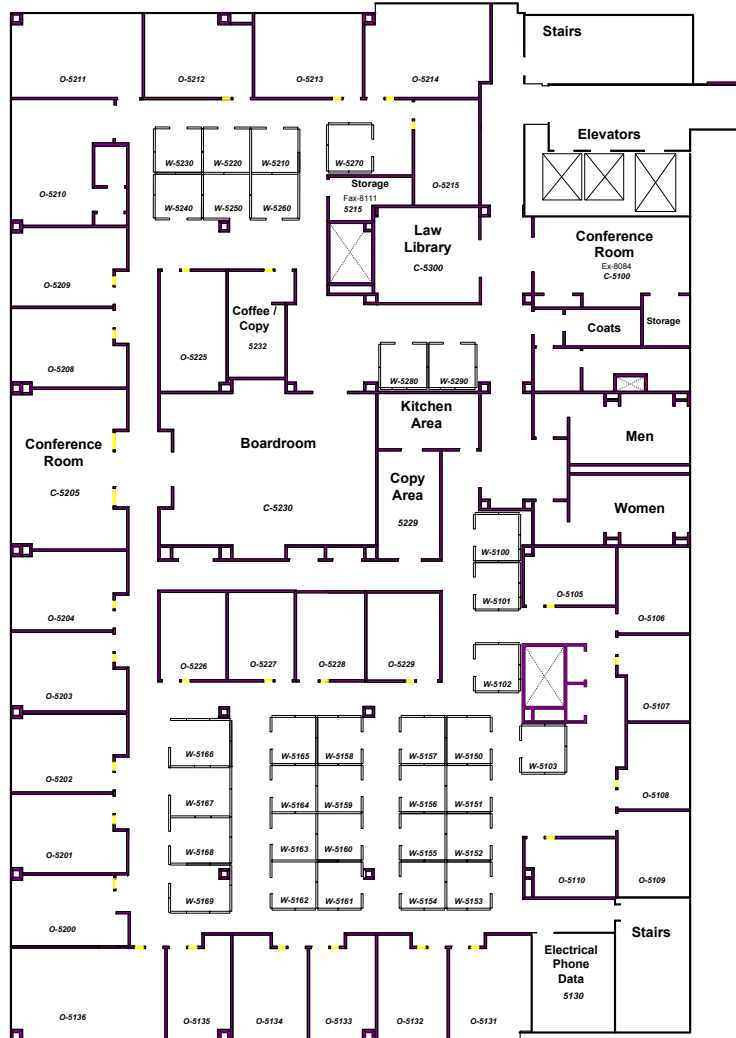 Stairs
O-5211
O-5212
O-5213
O-5214
Elevators
W-5230
W-5220
W-5210
W-5270
O-5210
Storage
Fax-8111
5215
O-5215
W-5240
W-5250
W-5260
Law
Library
C-5300
Conference
Room
Ex-8084
C-5100
O-5209
Coffee /
Copy
5232
Coats
Storage
O-5208
O-5225
W-5280
W-5290
Kitchen
Area
Conference
Room
C-5205
Boardroom
C-5230
Men
Copy
Area
5229
Women
W-5100
W-5101
O-5105
O-5204
O-5106
O-5226
O-5227
O-5228
O-5229
W-5102
O-5203
O-5107
W-5166
W-5165
W-5158
W-5157
W-5150
W-5103
O-5202
O-5108
W-5167
W-5164
W-5159
W-5156
W-5151
O-5201
W-5168
W-5163
W-5160
W-5155
W-5152
O-5110
O-5109
W-5169
W-5162
W-5161
W-5154
W-5153
O-5200
Stairs
Electrical
Phone
Data
5130
O-5136
O-5135
O-5134
O-5133
O-5132
O-5131